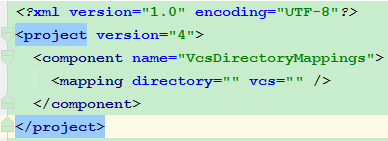 <?xml version="1.0" encoding="UTF-8"?>
<project version="4">
<component name="VcsDirectoryMappings">
<mapping directory="" vcs="" />
</component>
</project>